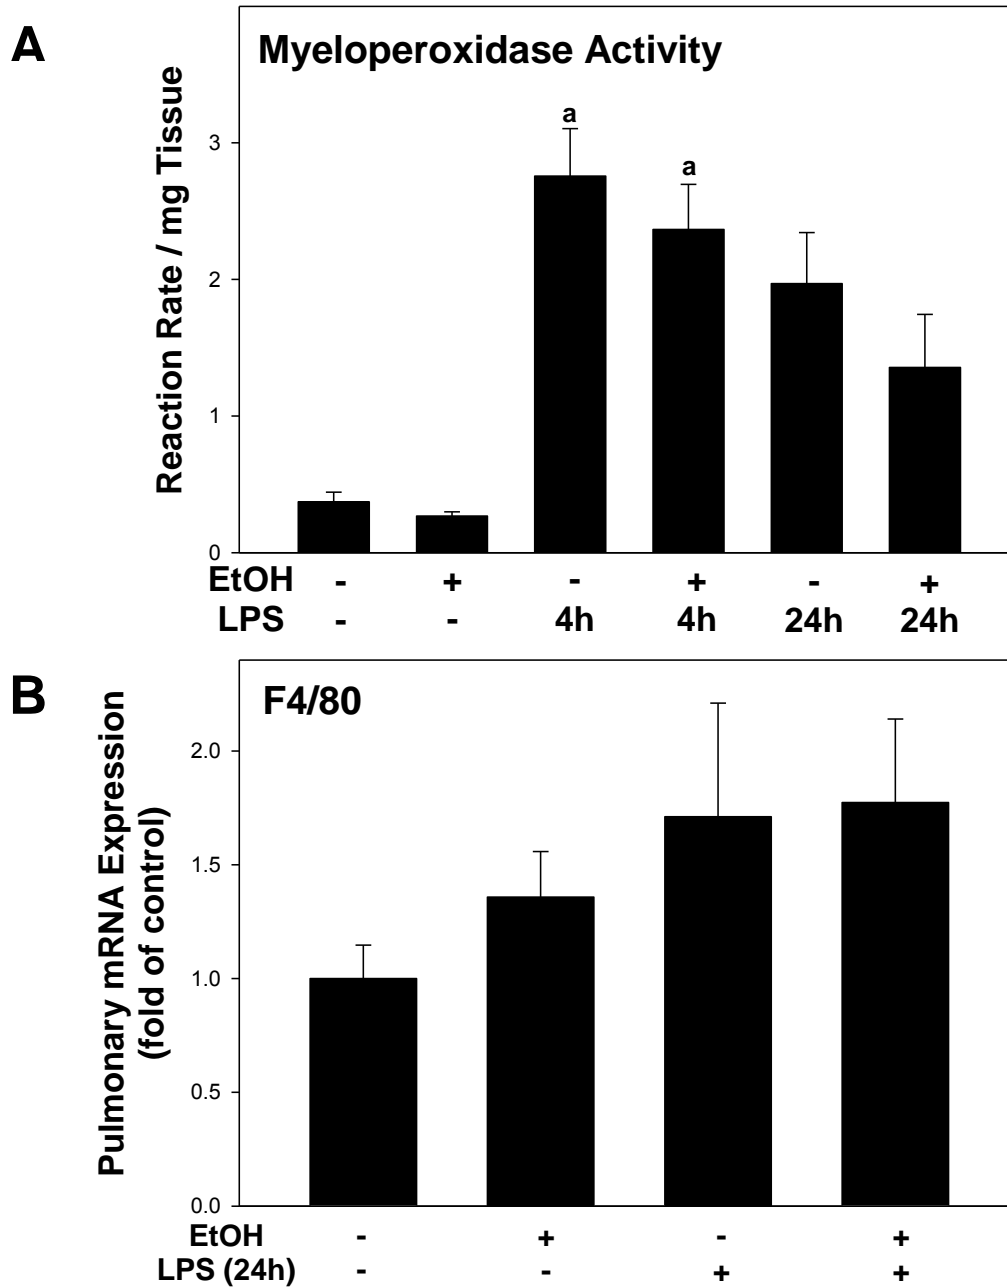 A
Myeloperoxidase Activity
Reaction Rate / mg Tissue
3
2
1
0
a
a
EtOH - + - + - +
LPS - - 4h 4h 24h 24h
B
F4/80
Pulmonary mRNA Expression
(fold of control)
2.0
1.5
1.0
0.5
0.0
EtOH - + - +
LPS (24h) - - + +